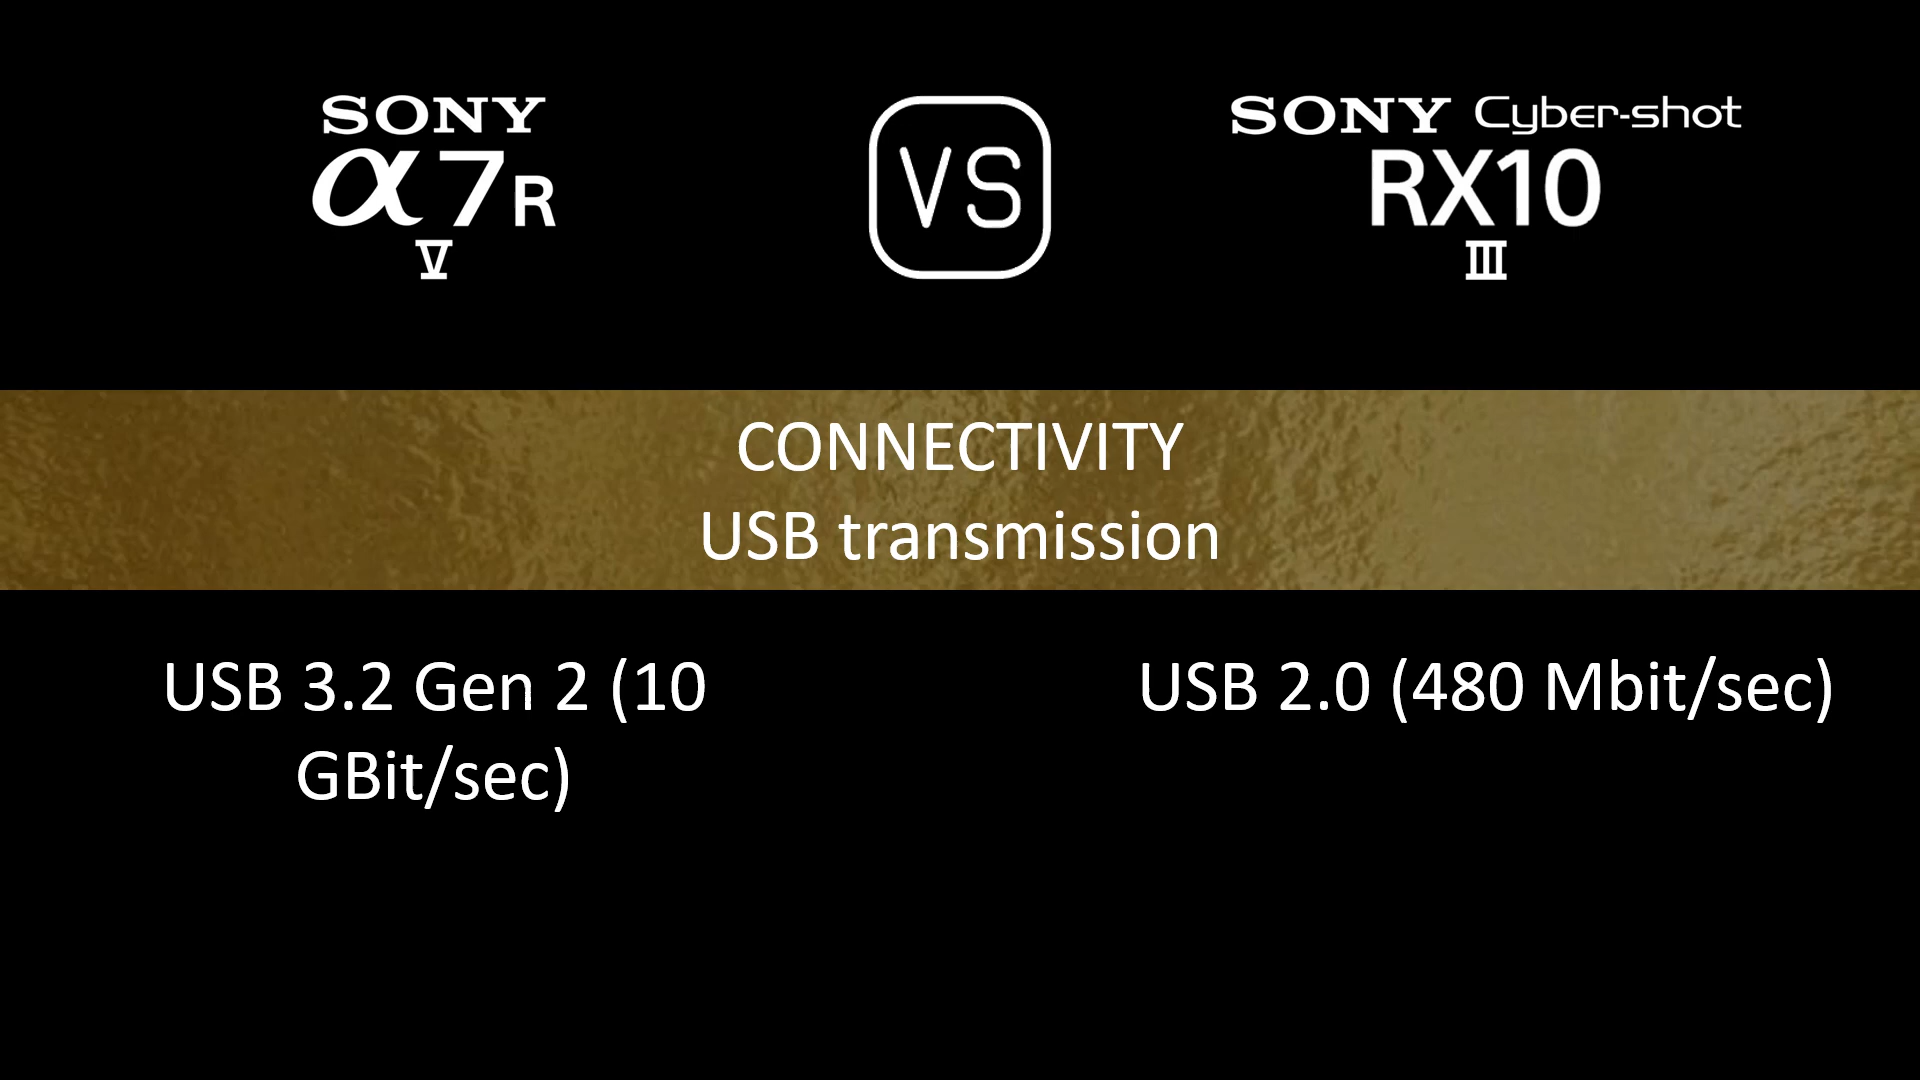 SONY
α7R
V
VS
SONY Cyber-shot
RX10
III
CONNECTIVITY
USB transmission
USB 3.2 Gen 2 (10
GBit/sec)
USB 2.0 (480 Mbit/sec)